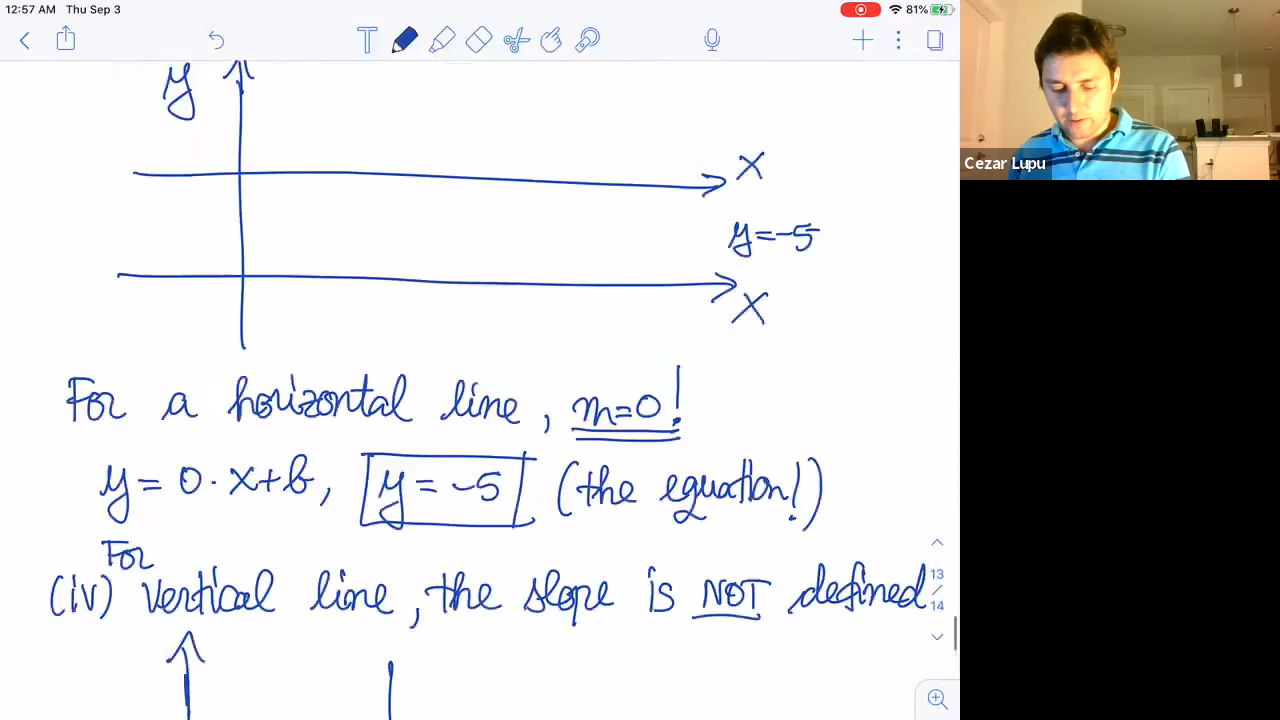 12:57 AM Thu Sep 3
81%
T
y
x
y=-5
x
For a horizontal line, m=0!
y = 0 · x+b, y = -5 (the equation!)
For
(iv) vertical line, the slope is NOT defined
13
14
Cezar Lupu